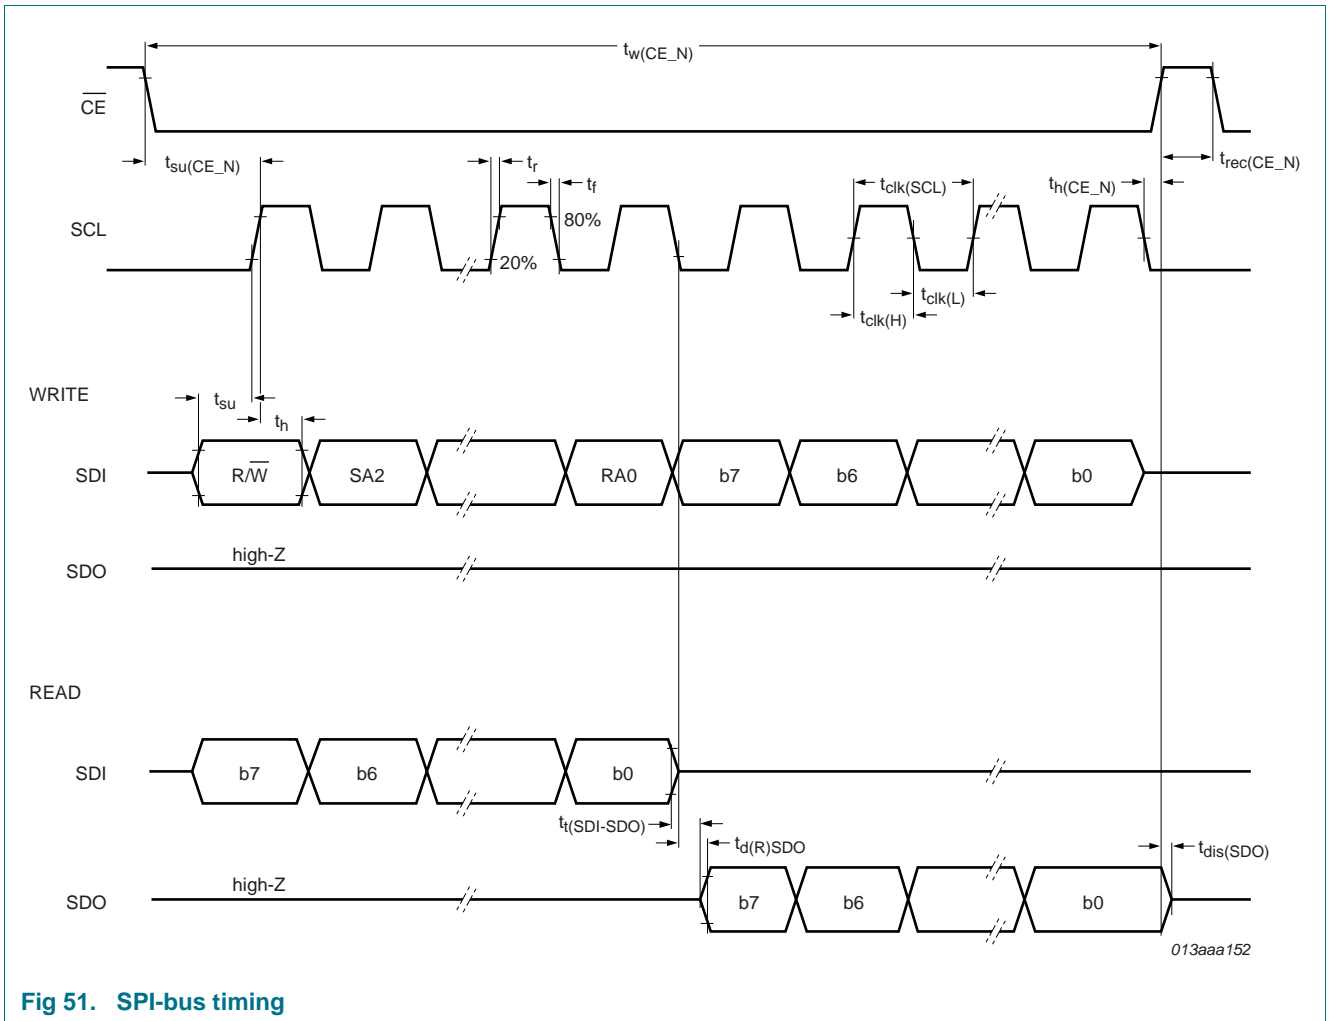 tw(CE_N)
CE
tsu(CE_N)
tr
trec(CE_N)
tf
tclk(SCL)
th(CE_N)
SCL
80%
20%
tclk(L)
tclk(H)
WRITE
tsu
th
SDI R/W SA2 RA0 b7 b6 b0
high-Z
SDO
READ
SDI b7 b6 b0
tt(SDI-SDO)
td(R)SDO
tdis(SDO)
high-Z
SDO b7 b6 b0
013aaa152
Fig 51. SPI-bus timing